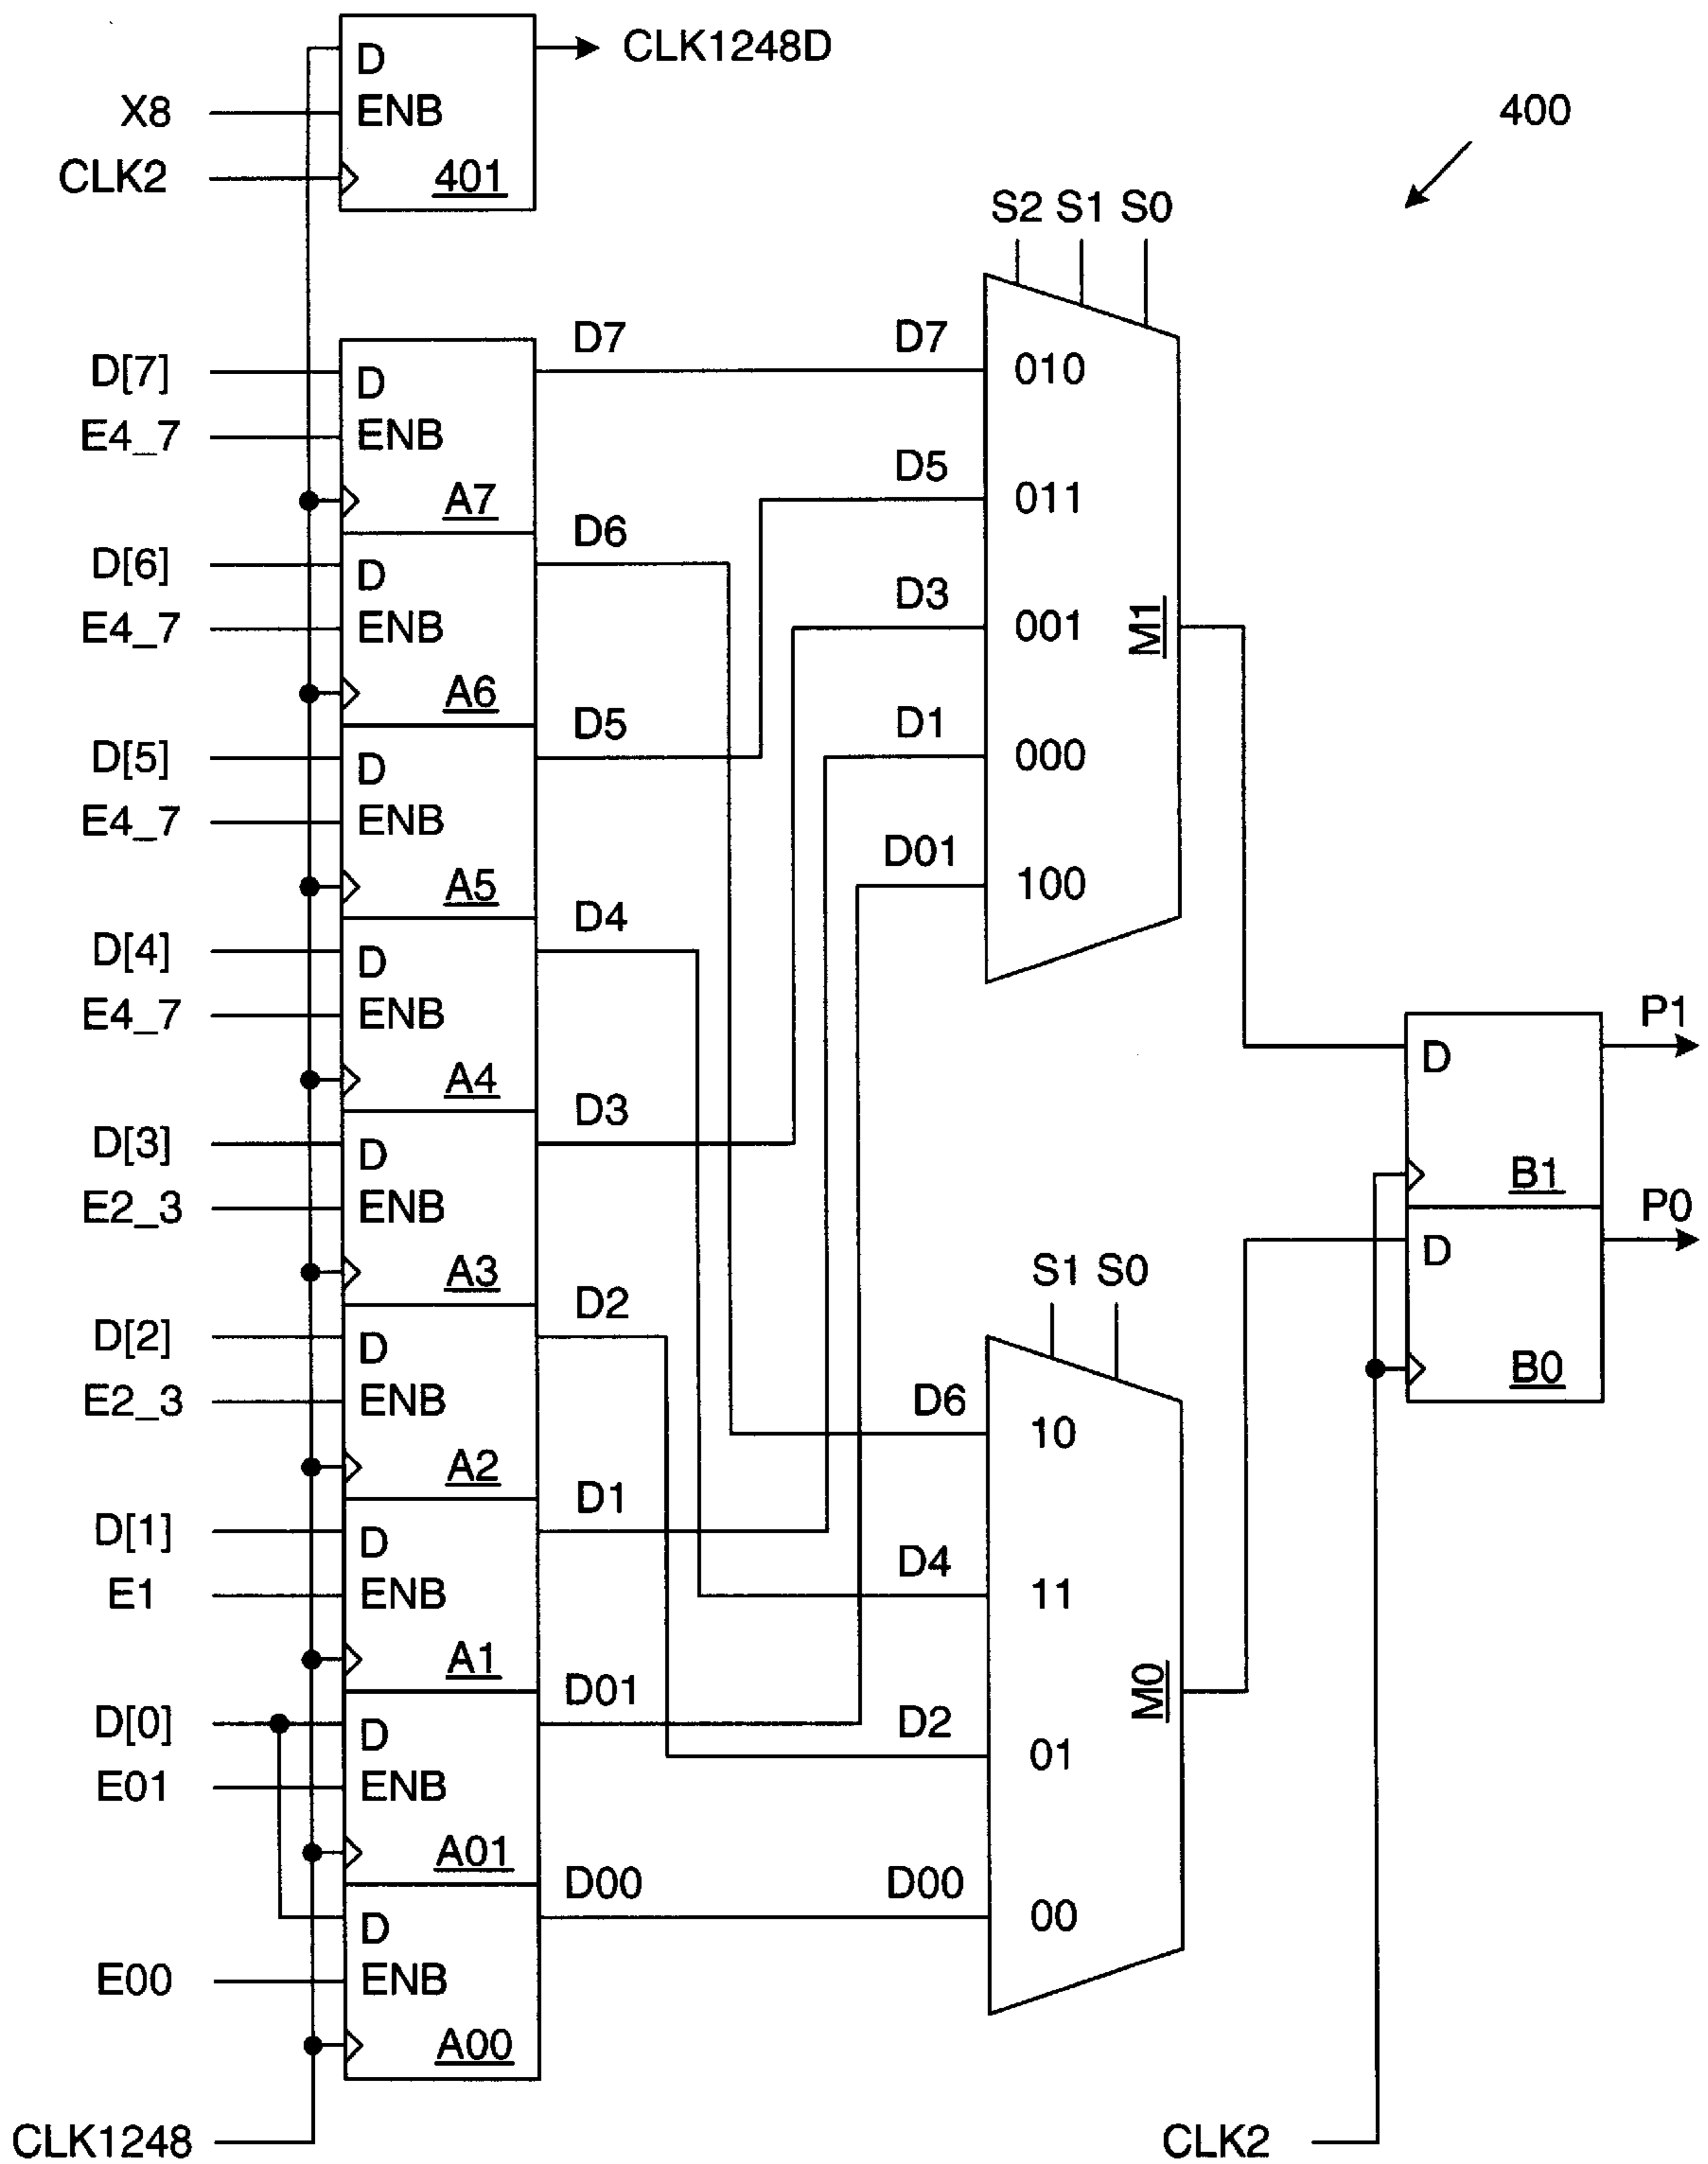 CLK1248D
D
X8
ENB
400
CLK2
401
S2 S1 S0
D7
D7
D[7]
D
010
E4_7
ENB
D5
A7
011
D6
D[6]
D
D3
E4_7
ENB
001
M1
A6
D5
D1
D[5]
D
000
E4_7
ENB
D01
A5
100
D4
D[4]
D
E4_7
ENB
P1
D
A4
D3
D[3]
D
B1
E2_3
ENB
P0
D
A3
S1 S0
D2
D[2]
D
B0
E2_3
ENB
D6
10
A2
D1
D[1]
D
D4
E1
ENB
11
A1
D01
M0
D[0]
D
D2
01
E01
ENB
A01
D00
D00
D
00
E00
ENB
A00
CLK1248
CLK2